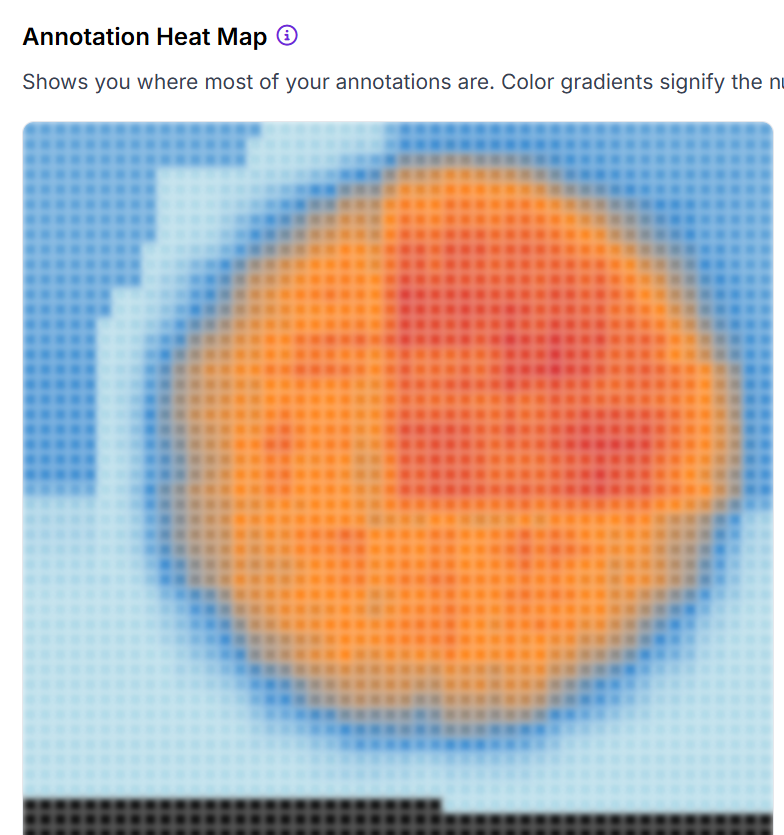 Annotation Heat Map
Shows you where most of your annotations are. Color gradients signify the